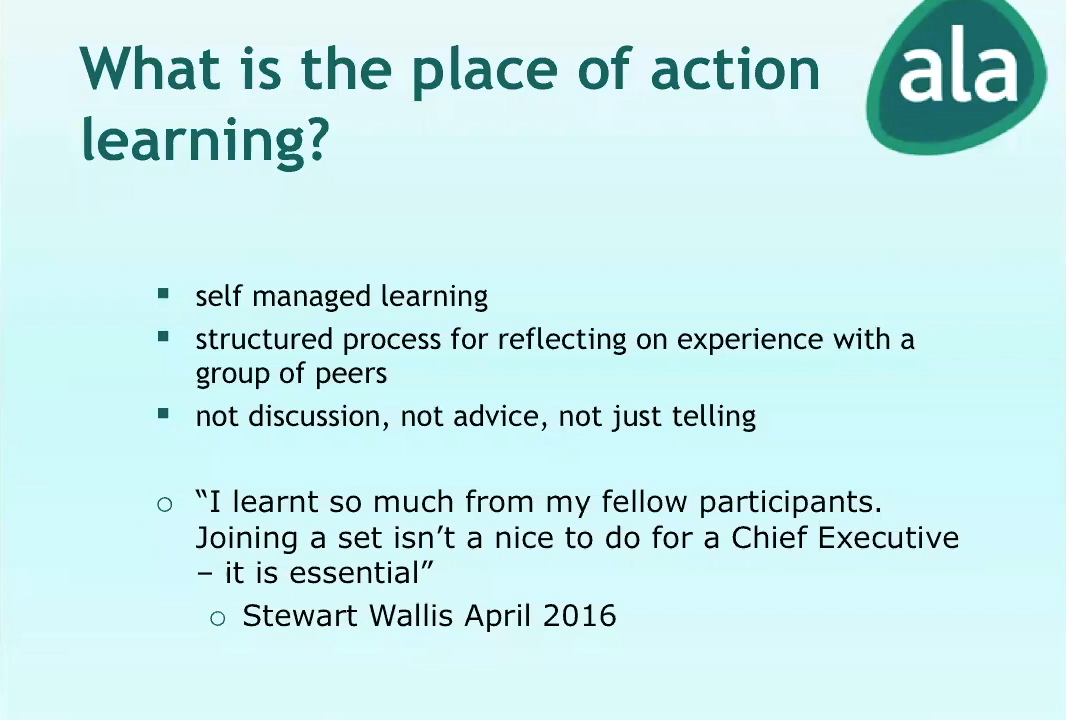 What is the place of action
learning?
ala
self managed learning
structured process for reflecting on experience with a
group of peers
not discussion, not advice, not just telling
“I learnt so much from my fellow participants.
Joining a set isn’t a nice to do for a Chief Executive
– it is essential”
Stewart Wallis April 2016